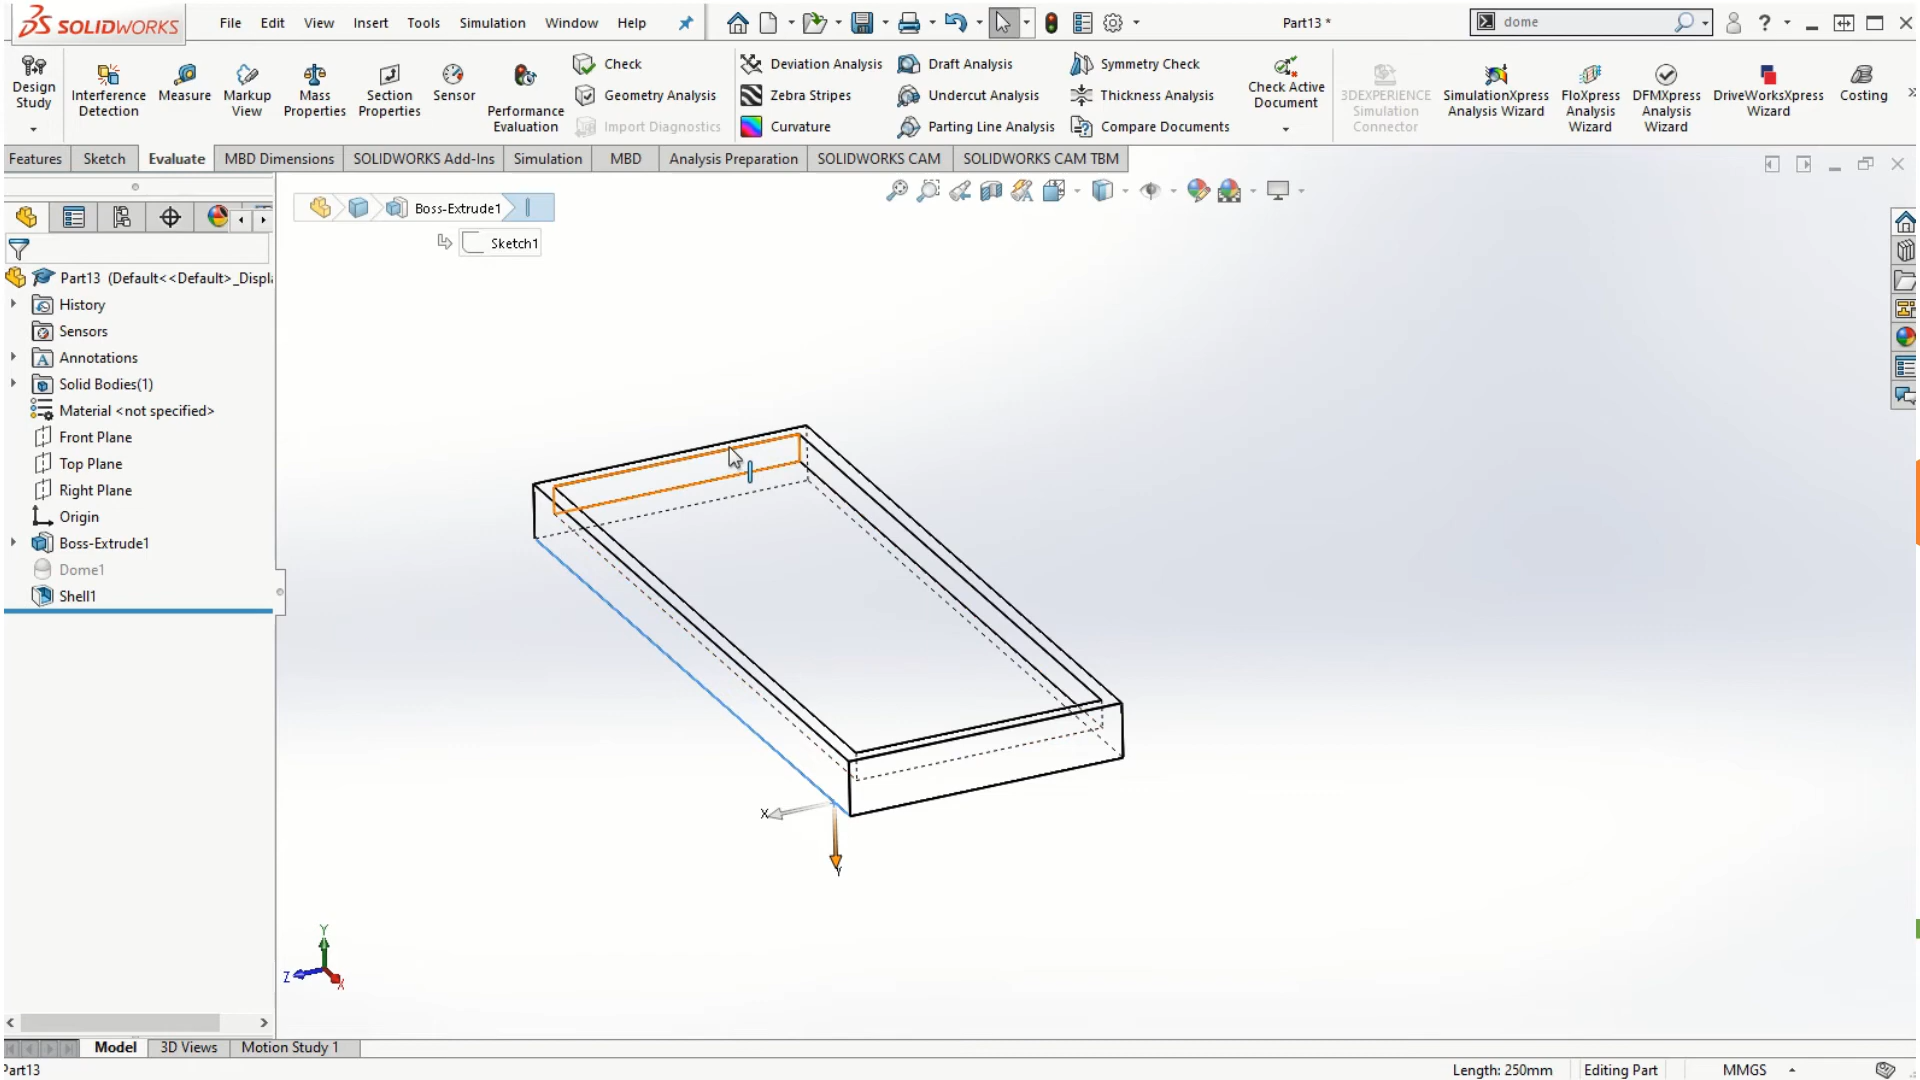 SOLIDWORKS File Edit View Insert Tools Simulation Window Help Part13 * dome ?
Design Study
Interference Detection
Measure
Markup View
Mass Properties
Section Properties
Sensor
Performance Evaluation
Check
Geometry Analysis
Import Diagnostics
Deviation Analysis
Zebra Stripes
Curvature
Draft Analysis
Undercut Analysis
Parting Line Analysis
Symmetry Check
Thickness Analysis
Compare Documents
Check Active Document
3DEXPERIENCE Simulation Connector
SimulationXpress Analysis Wizard
FloXpress Analysis Wizard
DFMXpress Analysis Wizard
DriveWorksXpress Wizard
Costing
Features Sketch Evaluate MBD Dimensions SOLIDWORKS Add-Ins Simulation MBD Analysis Preparation SOLIDWORKS CAM SOLIDWORKS CAM TBM
Boss-Extrude1
Sketch1
Part13 (Default<<Default>_Displ
History
Sensors
Annotations
Solid Bodies(1)
Material <not specified>
Front Plane
Top Plane
Right Plane
Origin
Boss-Extrude1
Dome1
Shell1
X
Y
Y
Z
X
Model 3D Views Motion Study 1
Part13 Length: 250mm Editing Part MMGS